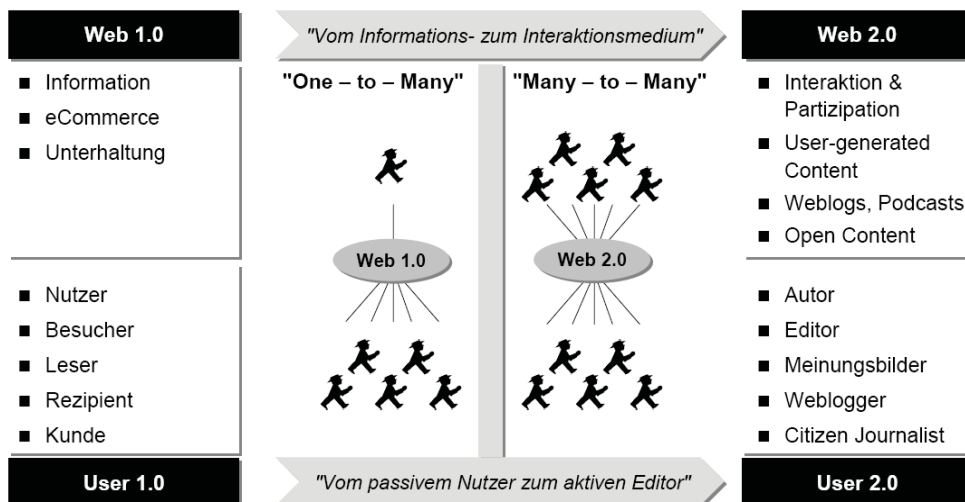 Web 1.0
"Vom Informations- zum Interaktionsmedium"
Web 2.0
Information
eCommerce
Unterhaltung
"One – to – Many"
"Many – to – Many"
Interaktion &
Partizipation
User-generated
Content
Weblogs, Podcasts
Open Content
Web 1.0
Web 2.0
Nutzer
Besucher
Leser
Rezipient
Kunde
Autor
Editor
Meinungsbilder
Weblogger
Citizen Journalist
User 1.0
"Vom passivem Nutzer zum aktiven Editor"
User 2.0